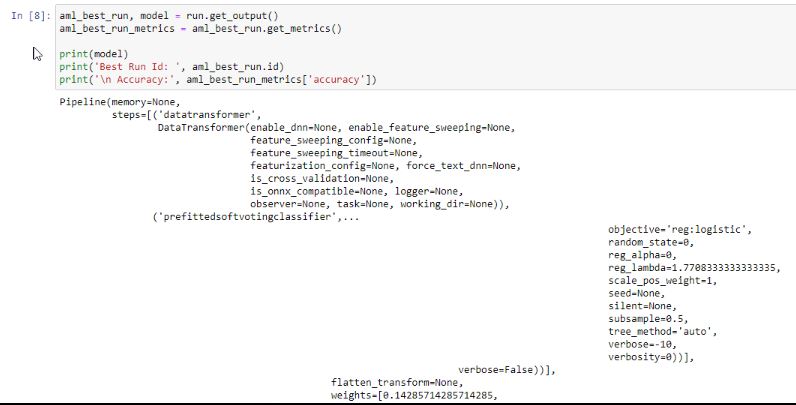 In [8]: aml_best_run, model = run.get_output()
aml_best_run_metrics = aml_best_run.get_metrics()
print(model)
print('Best Run Id: ', aml_best_run.id)
print('\n Accuracy:', aml_best_run_metrics['accuracy'])
Pipeline(memory=None,
steps=[('datatransformer',
DataTransformer(enable_dnn=None, enable_feature_sweeping=None,
feature_sweeping_config=None,
feature_sweeping_timeout=None,
featurization_config=None, force_text_dnn=None,
is_cross_validation=None,
is_onnx_compatible=None, logger=None,
observer=None, task=None, working_dir=None)),
('prefittedsoftvotingclassifier',...
objective='reg:logistic',
random_state=0,
reg_alpha=0,
reg_lambda=1.7708333333333335,
scale_pos_weight=1,
seed=None,
silent=None,
subsample=0.5,
tree_method='auto',
verbose=-10,
verbosity=0))],
verbose=False))],
flatten_transform=None,
weights=[0.14285714285714285,